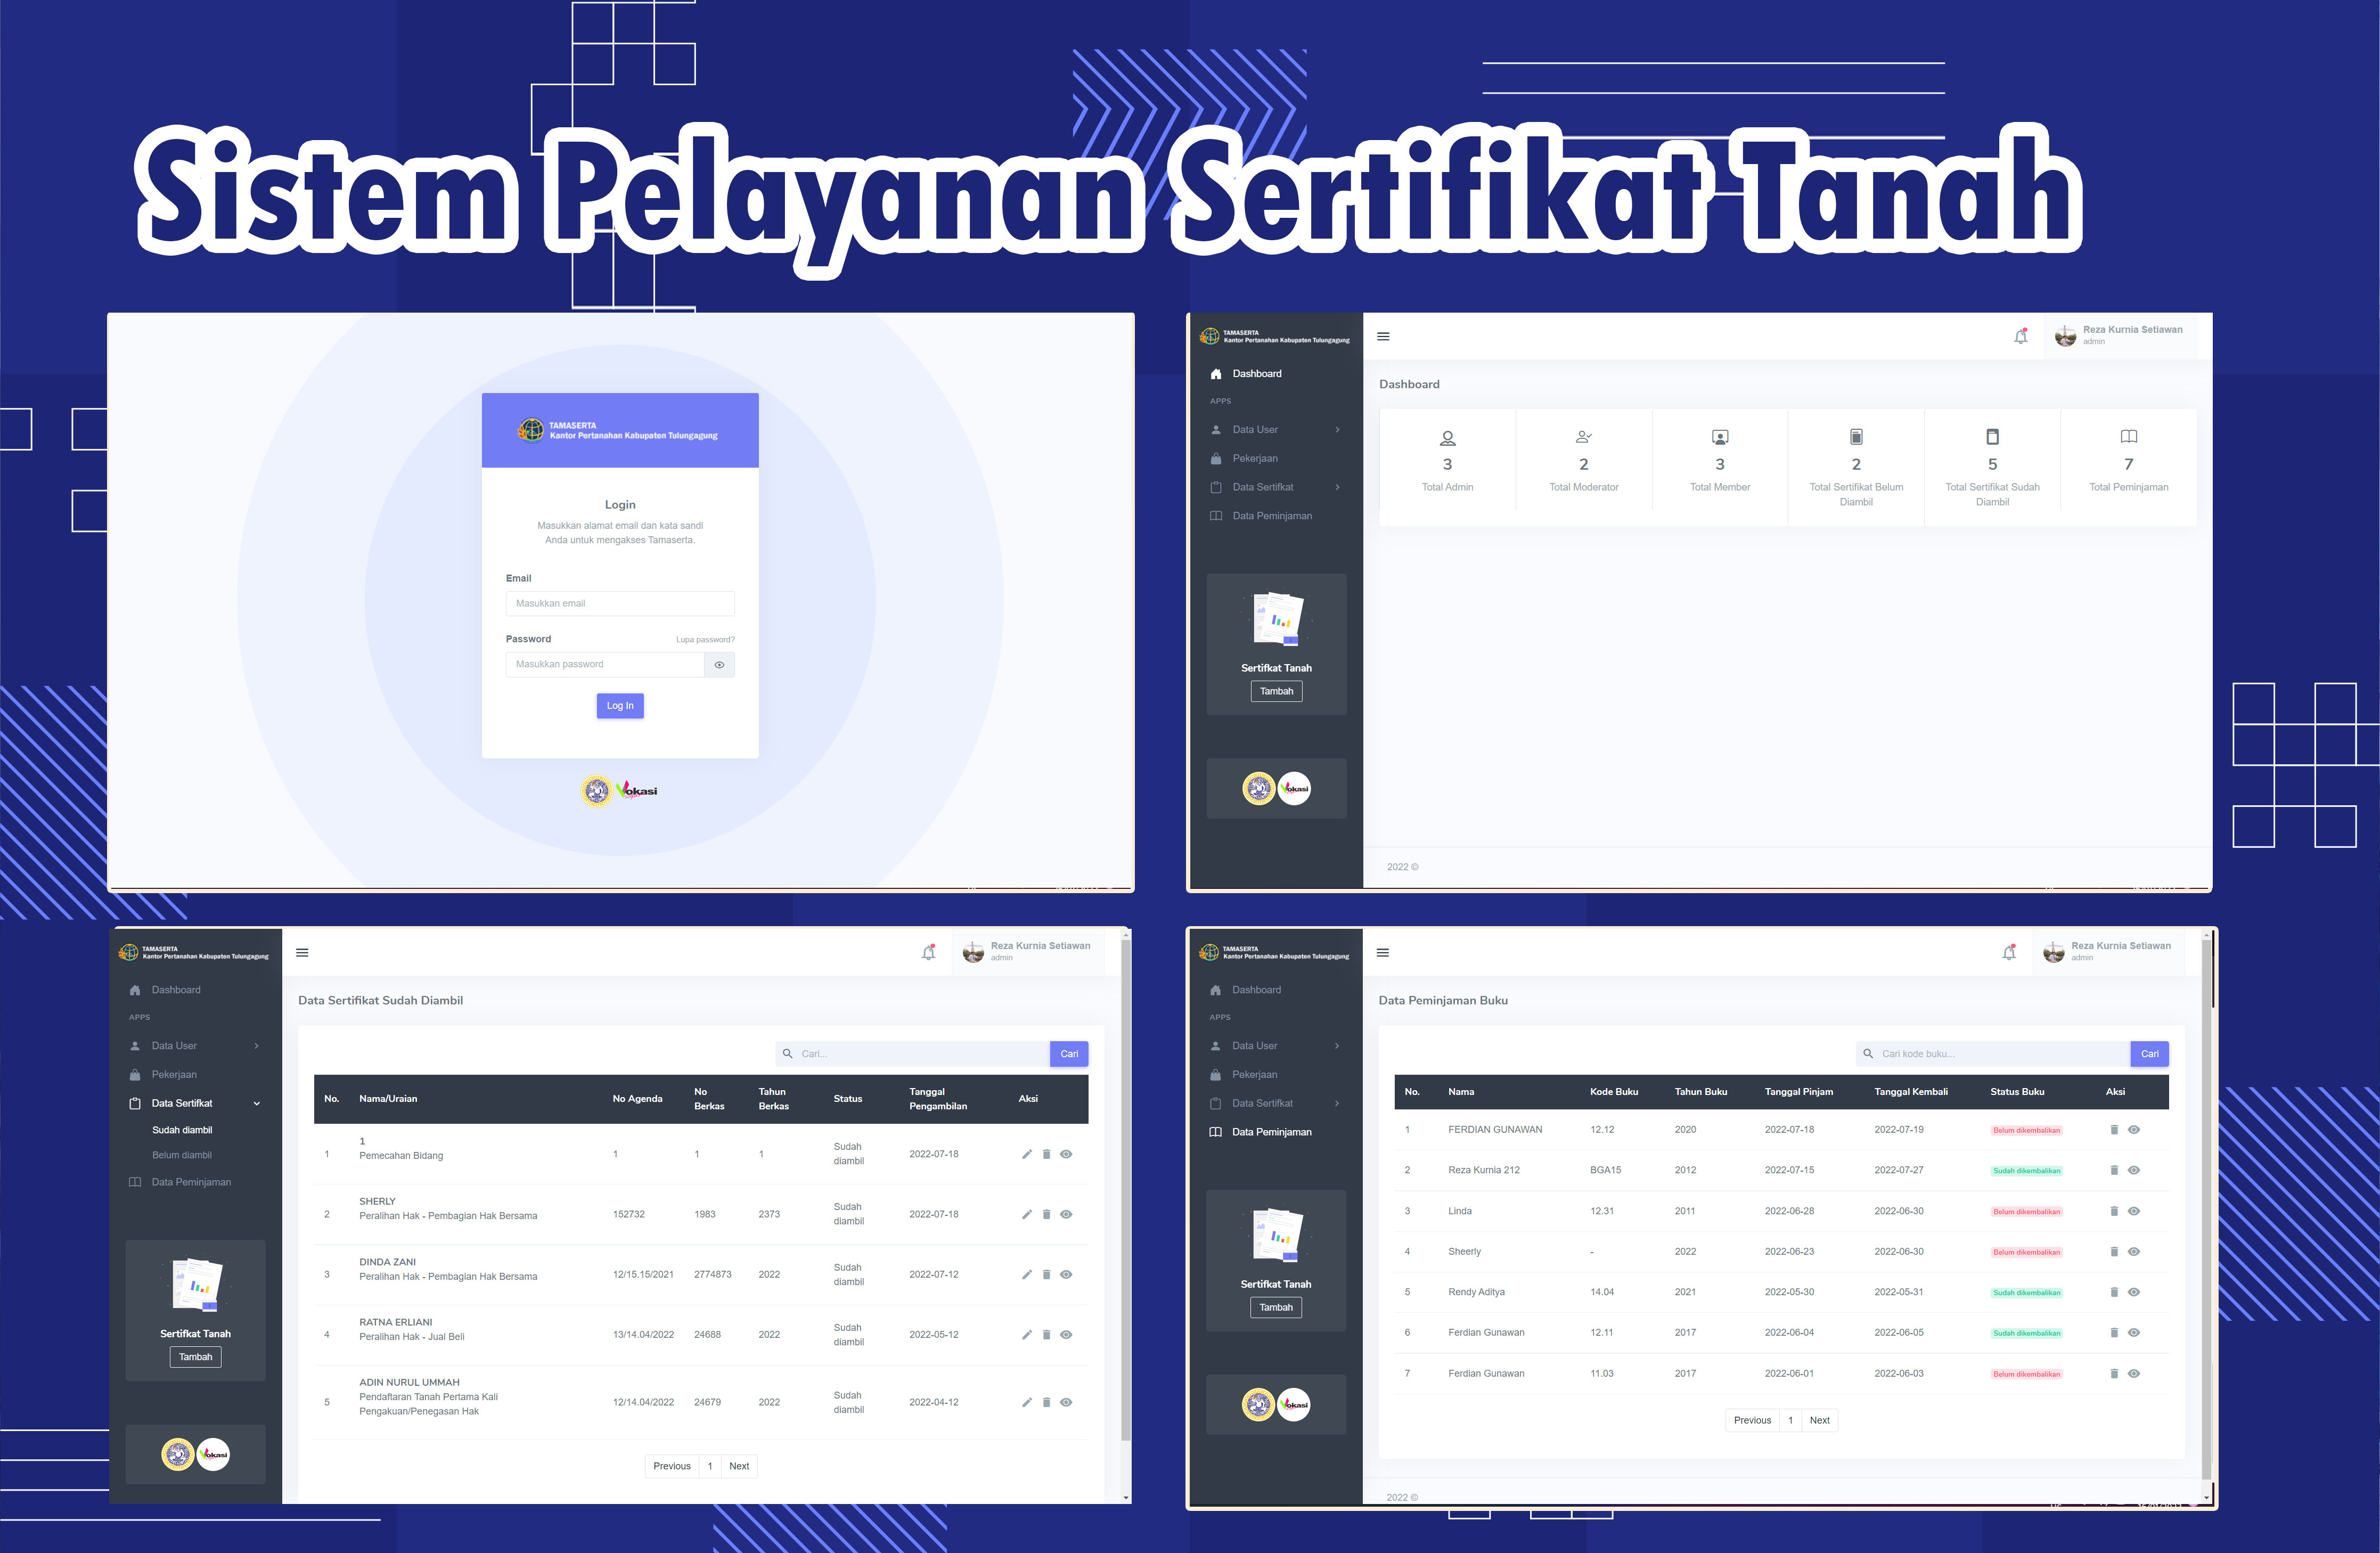 Sistem Pelayanan Sertifikat Tanah
TAMASERTA
Kantor Pertanahan Kabupaten Tulungagung
Login
Masukkan alamat email dan kata sandi
Anda untuk mengakses Tamaserta.
Email
Masukkan email
Password Lupa password?
Masukkan password
Log In
Vokasi
TAMASERTA
Kantor Pertanahan Kabupaten Tulungagung
Reza Kurnia Setiawan
admin
Dashboard
APPS
Data User
Pekerjaan
Data Sertifkat
Data Peminjaman
Sertifkat Tanah
Tambah
Vokasi
Dashboard
3 2 3 2 5 7
Total Admin Total Moderator Total Member Total Sertifikat Belum Diambil Total Sertifikat Sudah Diambil Total Peminjaman
2022 ©
TAMASERTA
Kantor Pertanahan Kabupaten Tulungagung
Reza Kurnia Setiawan
admin
Dashboard
APPS
Data User
Pekerjaan
Data Sertifkat
Sudah diambil
Belum diambil
Data Peminjaman
Sertifkat Tanah
Tambah
Vokasi
Data Sertifikat Sudah Diambil
Cari... Cari
No. Nama/Uraian No Agenda No Berkas Tahun Berkas Status Tanggal Pengambilan Aksi
1 1 Pemecahan Bidang 1 1 1 Sudah diambil 2022-07-18
2 SHERLY Peralihan Hak - Pembagian Hak Bersama 152732 1983 2373 Sudah diambil 2022-07-18
3 DINDA ZANI Peralihan Hak - Pembagian Hak Bersama 12/15.15/2021 2774873 2022 Sudah diambil 2022-07-12
4 RATNA ERLIANI Peralihan Hak - Jual Beli 13/14.04/2022 24688 2022 Sudah diambil 2022-05-12
5 ADIN NURUL UMMAH Pendaftaran Tanah Pertama Kali Pengakuan/Penegasan Hak 12/14.04/2022 24679 2022 Sudah diambil 2022-04-12
Previous 1 Next
TAMASERTA
Kantor Pertanahan Kabupaten Tulungagung
Reza Kurnia Setiawan
admin
Dashboard
APPS
Data User
Pekerjaan
Data Sertifkat
Data Peminjaman
Sertifkat Tanah
Tambah
Vokasi
Data Peminjaman Buku
Cari kode buku... Cari
No. Nama Kode Buku Tahun Buku Tanggal Pinjam Tanggal Kembali Status Buku Aksi
1 FERDIAN GUNAWAN 12.12 2020 2022-07-18 2022-07-19 Belum dikembalikan
2 Reza Kurnia 212 BGA15 2012 2022-07-15 2022-07-27 Sudah dikembalikan
3 Linda 12.31 2011 2022-06-28 2022-06-30 Belum dikembalikan
4 Sheerly - 2022 2022-06-23 2022-06-30 Belum dikembalikan
5 Rendy Aditya 14.04 2021 2022-05-30 2022-05-31 Sudah dikembalikan
6 Ferdian Gunawan 12.11 2017 2022-06-04 2022-06-05 Sudah dikembalikan
7 Ferdian Gunawan 11.03 2017 2022-06-01 2022-06-03 Belum dikembalikan
Previous 1 Next
2022 ©